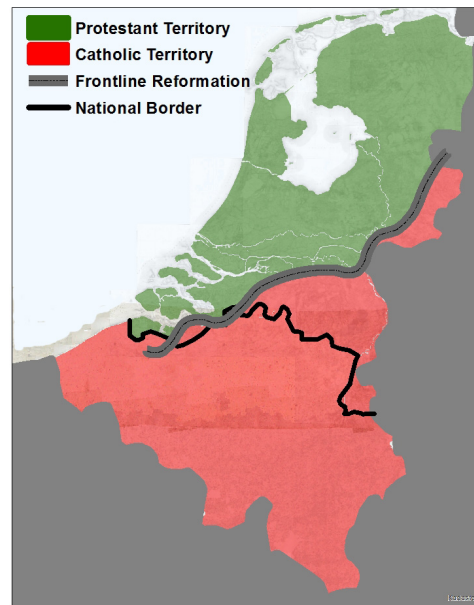 Protestant Territory
Catholic Territory
Frontline Reformation
National Border